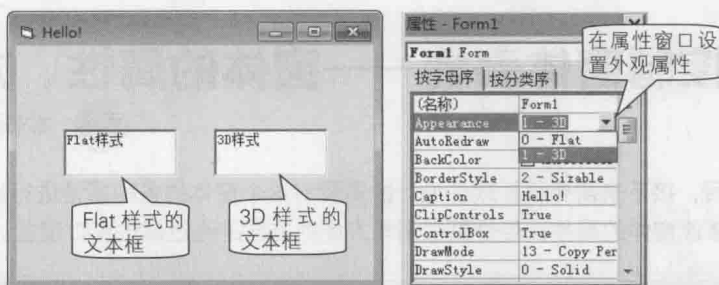 Hello!
Flat样式
3D样式
Flat 样式的
文本框
3D 样式的
文本框
属性 - Form1
Form1 Form
按字母序 按分类序
(名称) Form1
Appearance 1 - 3D
AutoRedraw 0 - Flat
BackColor 1 - 3D
BorderStyle 2 - Sizable
Caption Hello!
ClipControls True
ControlBox True
DrawMode 13 - Copy Per
DrawStyle 0 - Solid
在属性窗口设
置外观属性